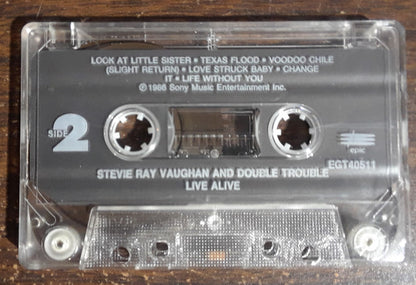 LOOK AT LITTLE SISTER • TEXAS FLOOD • VOODOO CHILE
(SLIGHT RETURN) • LOVE STRUCK BABY • CHANGE
IT • LIFE WITHOUT YOU
℗ 1986 Sony Music Entertainment Inc.
SIDE 2
epic
EGT40511
STEVIE RAY VAUGHAN AND DOUBLE TROUBLE
LIVE ALIVE